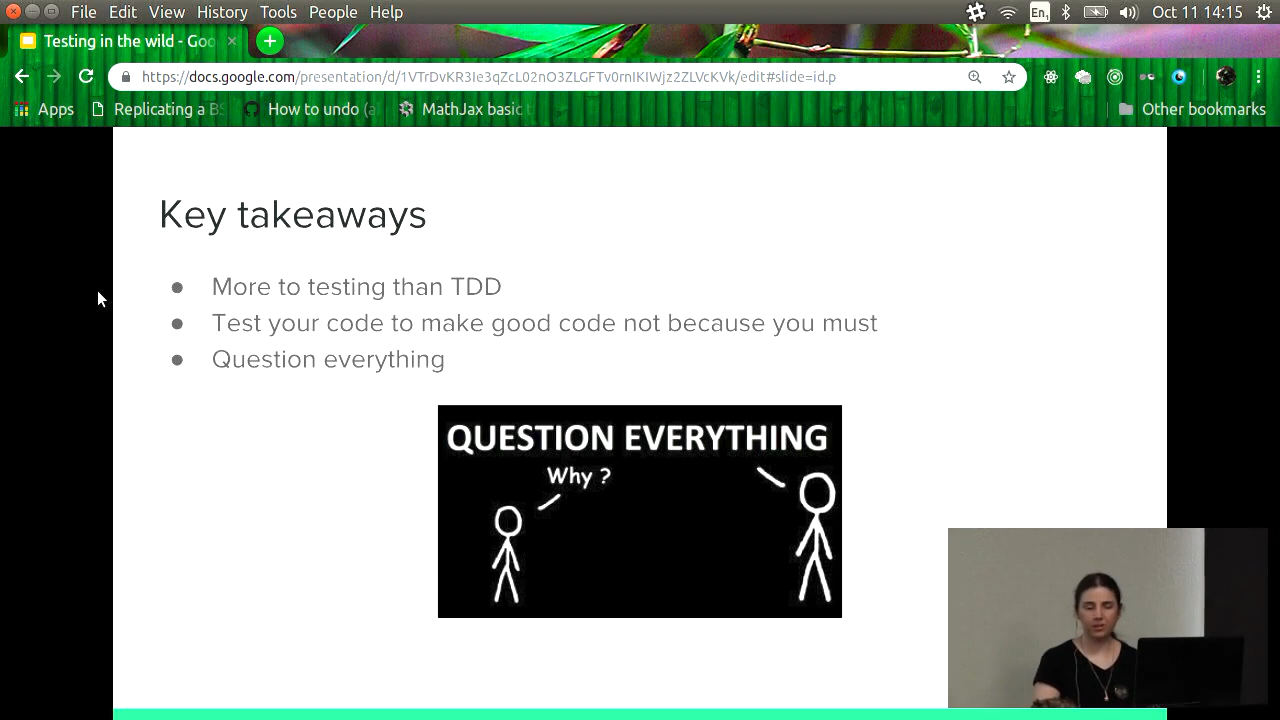 File Edit View History Tools People Help
En1
Oct 11 14:15
Testing in the wild - Goo
https://docs.google.com/presentation/d/1VTrDvKR3Ie3qZcL02nO3ZLGFTv0rnIKIWjz2ZLVcKVk/edit#slide=id.p
Apps Replicating a BS How to undo (a MathJax basic t Other bookmarks
Key takeaways
● More to testing than TDD
● Test your code to make good code not because you must
● Question everything
QUESTION EVERYTHING
Why ?